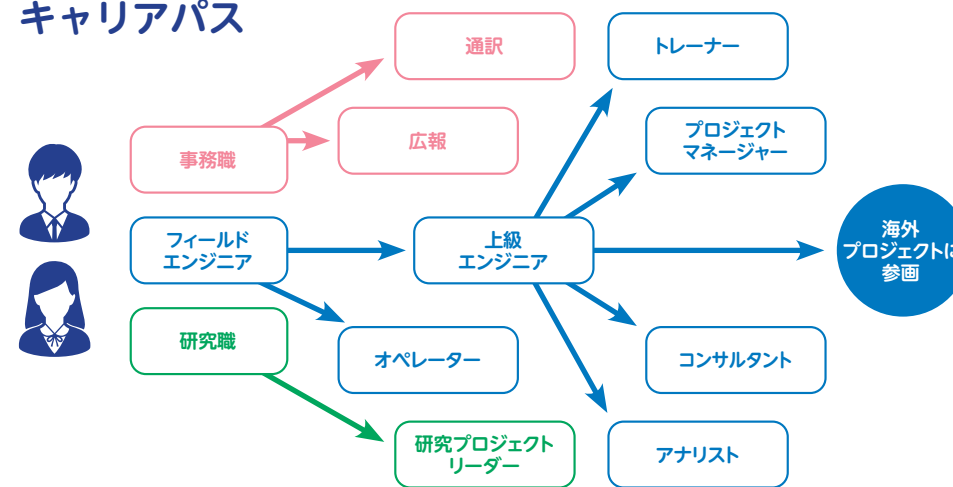 キャリアパス
通訳
トレーナー
広報
プロジェクト
マネージャー
事務職
フィールド
エンジニア
上級
エンジニア
海外
プロジェクトに
参画
研究職
オペレーター
コンサルタント
研究プロジェクト
リーダー
アナリスト